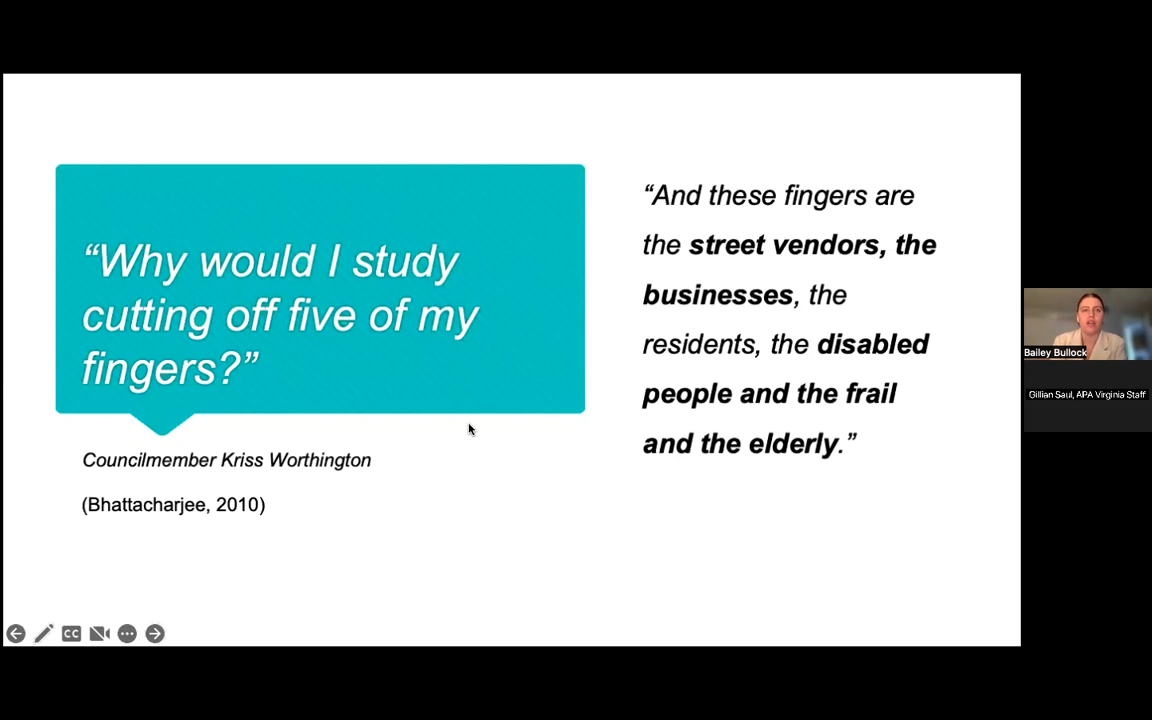 “Why would I study
cutting off five of my
fingers?”
Councilmember Kriss Worthington
(Bhattacharjee, 2010)
“And these fingers are
the street vendors, the
businesses, the
residents, the disabled
people and the frail
and the elderly.”
CC
Bailey Bullock
Gillian Saul, APA Virginia Staff